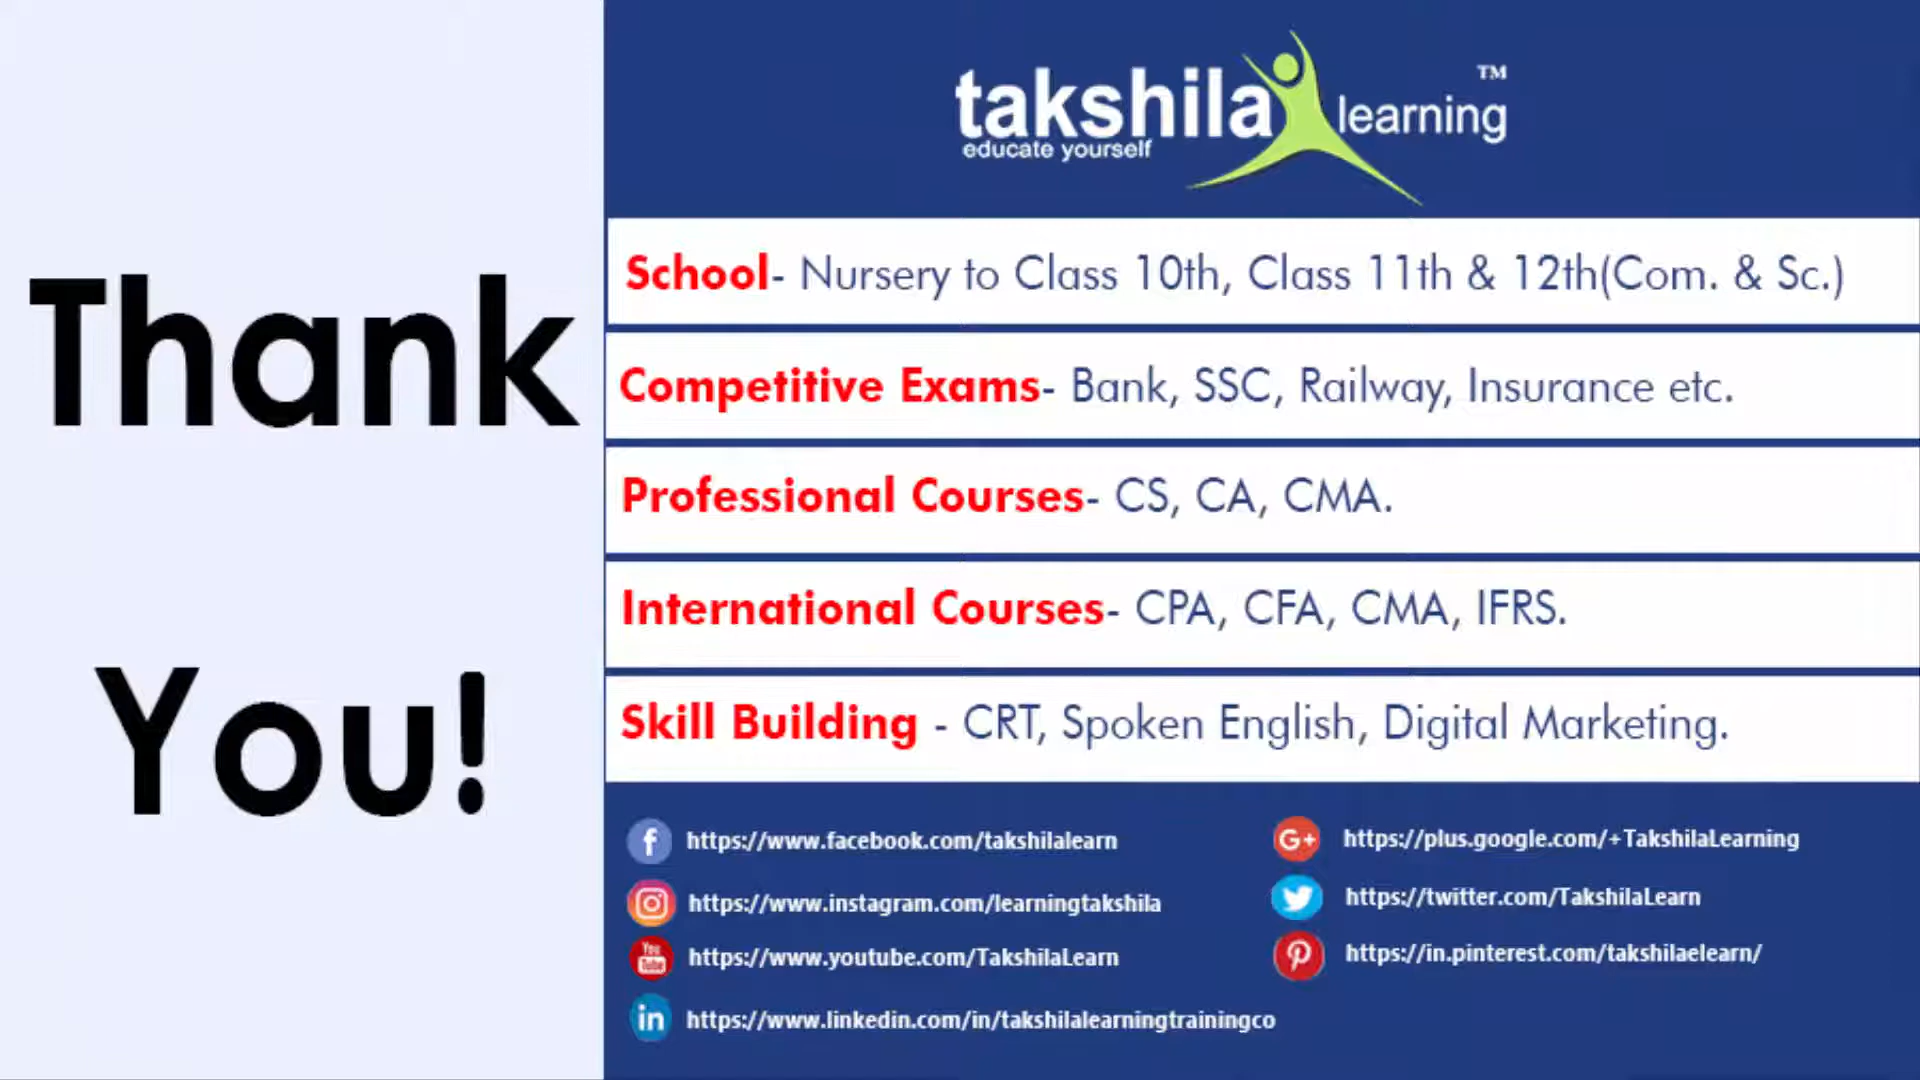 Thank
You!
takshila learning TM
educate yourself
School- Nursery to Class 10th, Class 11th & 12th(Com. & Sc.)
Competitive Exams- Bank, SSC, Railway, Insurance etc.
Professional Courses- CS, CA, CMA.
International Courses- CPA, CFA, CMA, IFRS.
Skill Building - CRT, Spoken English, Digital Marketing.
f https://www.facebook.com/takshilalearn
https://www.instagram.com/learningtakshila
You Tube https://www.youtube.com/TakshilaLearn
in https://www.linkedin.com/in/takshilalearningtrainingco
G+ https://plus.google.com/+TakshilaLearning
https://twitter.com/TakshilaLearn
https://in.pinterest.com/takshilaelearn/